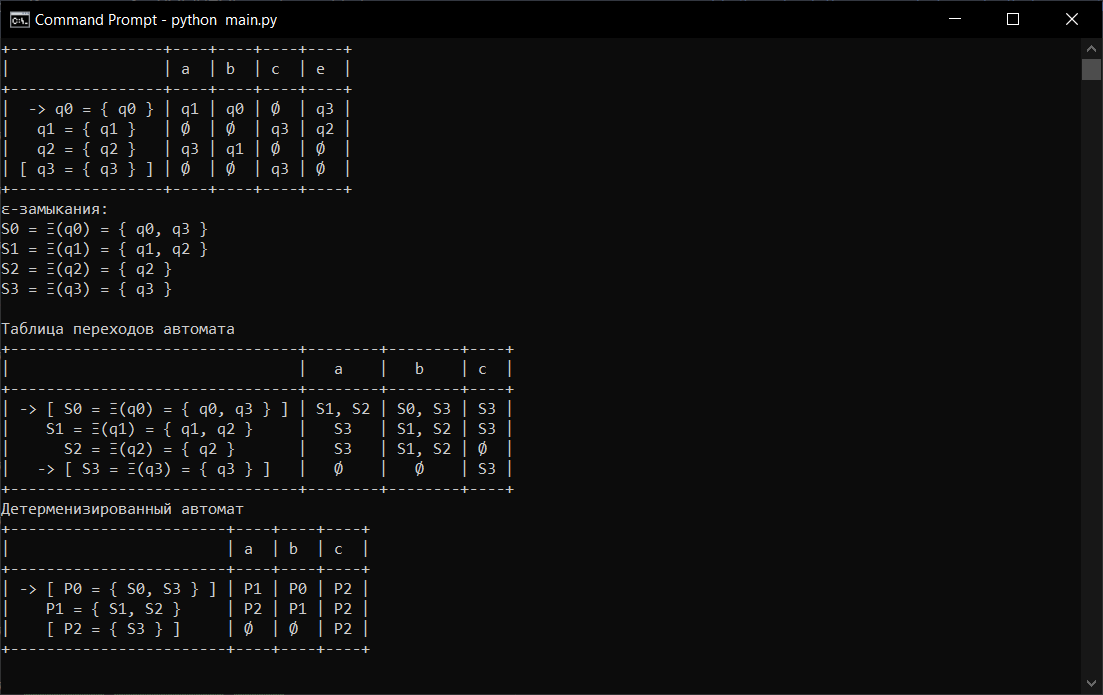 Command Prompt - python  main.py
+-----------------+----+----+----+----+
|                 | a  | b  | c  | e  |
+-----------------+----+----+----+----+
|  -> q0 = { q0 } | q1 | q0 | Ø  | q3 |
|   q1 = { q1 }   | Ø  | Ø  | q3 | q2 |
|   q2 = { q2 }   | q3 | q1 | Ø  | Ø  |
| [ q3 = { q3 } ] | Ø  | Ø  | q3 | Ø  |
+-----------------+----+----+----+----+
ε-замыкания:
S0 = Ξ(q0) = { q0, q3 }
S1 = Ξ(q1) = { q1, q2 }
S2 = Ξ(q2) = { q2 }
S3 = Ξ(q3) = { q3 }

Таблица переходов автомата
+--------------------------------+--------+--------+----+
|                                |   a    |   b    | c  |
+--------------------------------+--------+--------+----+
| -> [ S0 = Ξ(q0) = { q0, q3 } ] | S1, S2 | S0, S3 | S3 |
|    S1 = Ξ(q1) = { q1, q2 }     |   S3   | S1, S2 | S3 |
|      S2 = Ξ(q2) = { q2 }       |   S3   | S1, S2 | Ø  |
|   -> [ S3 = Ξ(q3) = { q3 } ]   |   Ø    |   Ø    | S3 |
+--------------------------------+--------+--------+----+
Детерменизированный автомат
+------------------------+----+----+----+
|                        | a  | b  | c  |
+------------------------+----+----+----+
| -> [ P0 = { S0, S3 } ] | P1 | P0 | P2 |
|    P1 = { S1, S2 }     | P2 | P1 | P2 |
|    [ P2 = { S3 } ]     | Ø  | Ø  | P2 |
+------------------------+----+----+----+